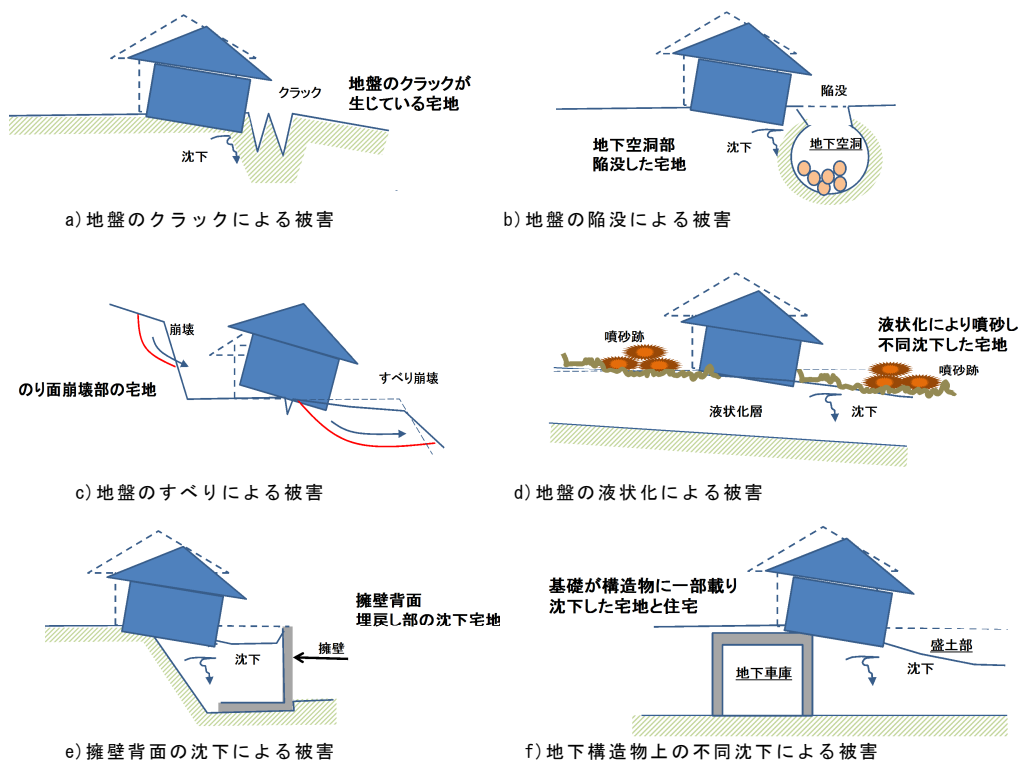 クラック
地盤のクラックが
生じている宅地
沈下
a)地盤のクラックによる被害
陥没
地下空洞部
陥没した宅地
沈下
地下空洞
b)地盤の陥没による被害
崩壊
のり面崩壊部の宅地
すべり崩壊
c)地盤のすべりによる被害
噴砂跡
液状化により噴砂し
不同沈下した宅地
噴砂跡
液状化層
沈下
d)地盤の液状化による被害
擁壁背面
埋戻し部の沈下宅地
沈下
擁壁
e)擁壁背面の沈下による被害
基礎が構造物に一部載り
沈下した宅地と住宅
盛土部
沈下
地下車庫
f)地下構造物上の不同沈下による被害